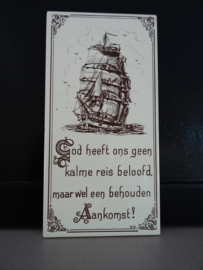 God heeft ons geen
kalme reis beloofd,
maar wel een behouden
Aankomst!